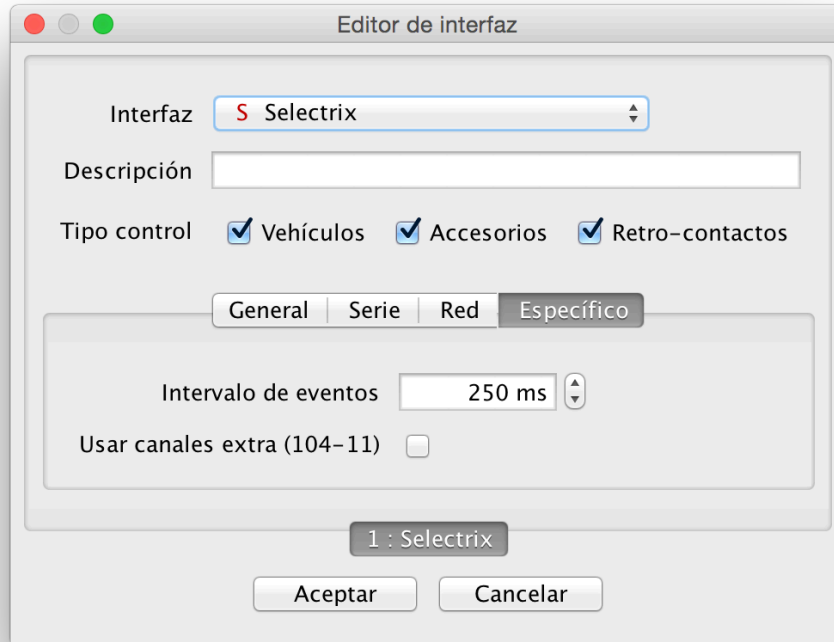 Editor de interfaz
Interfaz S Selectrix
Descripción
Tipo control Vehículos Accesorios Retro-contactos
General Serie Red Específico
Intervalo de eventos 250 ms
Usar canales extra (104-11)
1 : Selectrix
Aceptar Cancelar